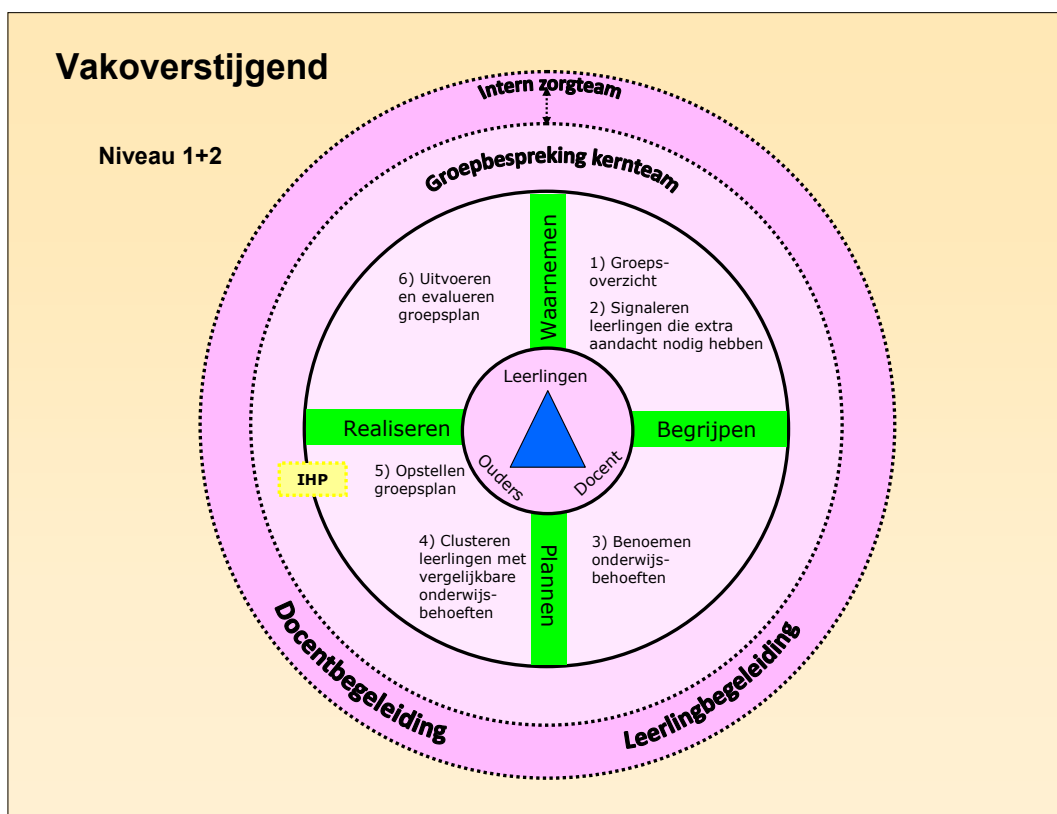 Vakoverstijgend
Niveau 1+2
Intern zorgteam
Groepbespreking kernteam
Waarnemen
1) Groeps-
overzicht
2) Signaleren
leerlingen die extra
aandacht nodig hebben
6) Uitvoeren
en evalueren
groepsplan
Leerlingen
Ouders
Docent
Realiseren
Begrijpen
IHP
5) Opstellen
groepsplan
Plannen
3) Benoemen
onderwijs-
behoeften
4) Clusteren
leerlingen met
vergelijkbare
onderwijs-
behoeften
Docentbegeleiding
Leerlingbegeleiding